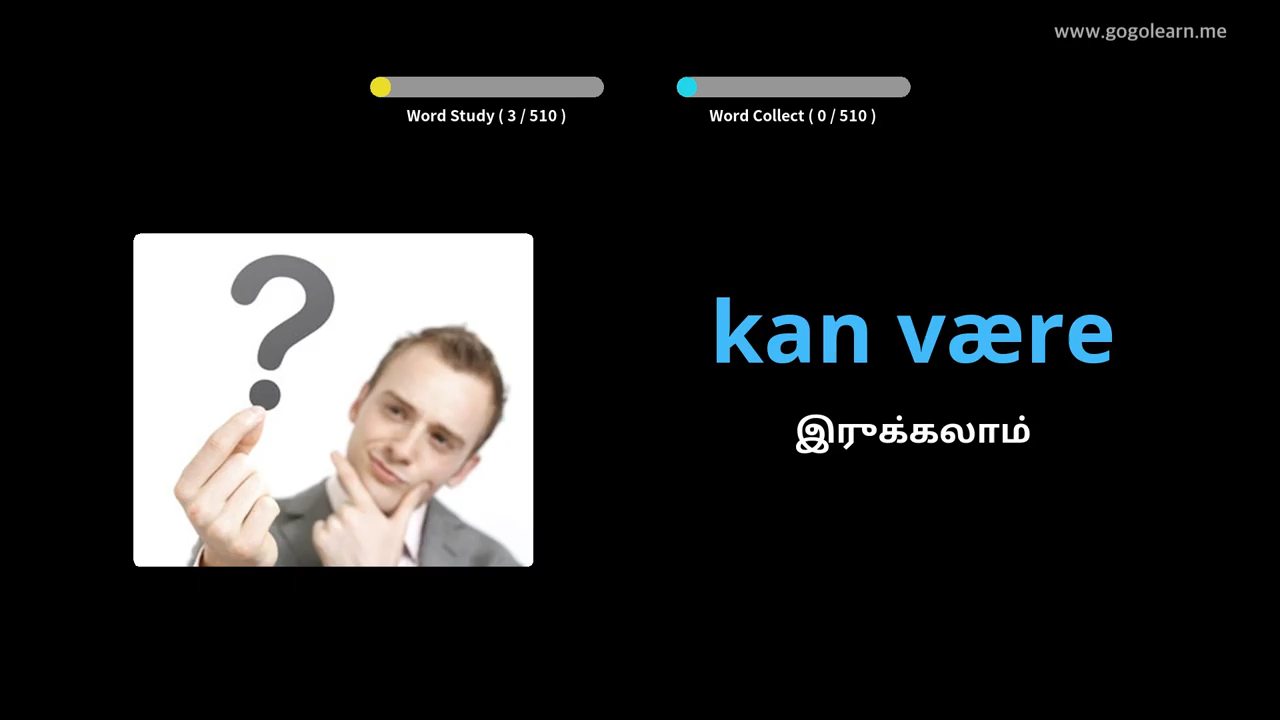 www.gogolearn.me
Word Study ( 3 / 510 )
Word Collect ( 0 / 510 )
kan være
இருக்கலாம்